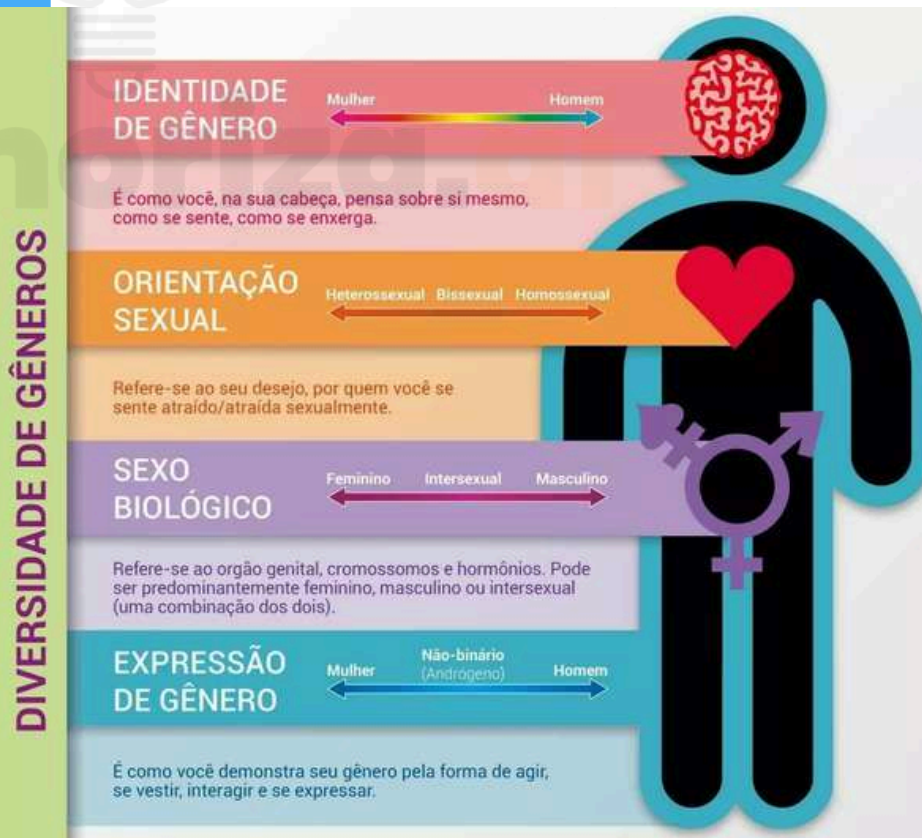 DIVERSIDADE DE GÊNEROS
IDENTIDADE
DE GÊNERO
Mulher Homem
É como você, na sua cabeça, pensa sobre si mesmo,
como se sente, como se enxerga.
ORIENTAÇÃO
SEXUAL
Heterossexual Bissexual Homossexual
Refere-se ao seu desejo, por quem você se
sente atraído/atraída sexualmente.
SEXO
BIOLÓGICO
Feminino Intersexual Masculino
Refere-se ao orgão genital, cromossomos e hormônios. Pode
ser predominantemente feminino, masculino ou intersexual
(uma combinação dos dois).
EXPRESSÃO
DE GÊNERO
Mulher Não-binário Homem
(Andrógeno)
É como você demonstra seu gênero pela forma de agir,
se vestir, interagir e se expressar.